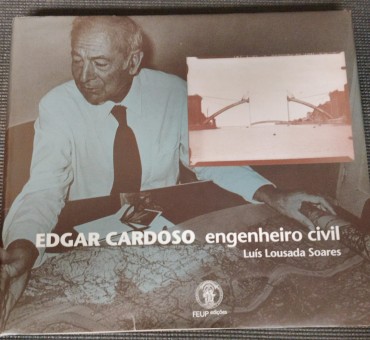 EDGAR CARDOSO engenheiro civil
Luís Lousada Soares
FEUP edições